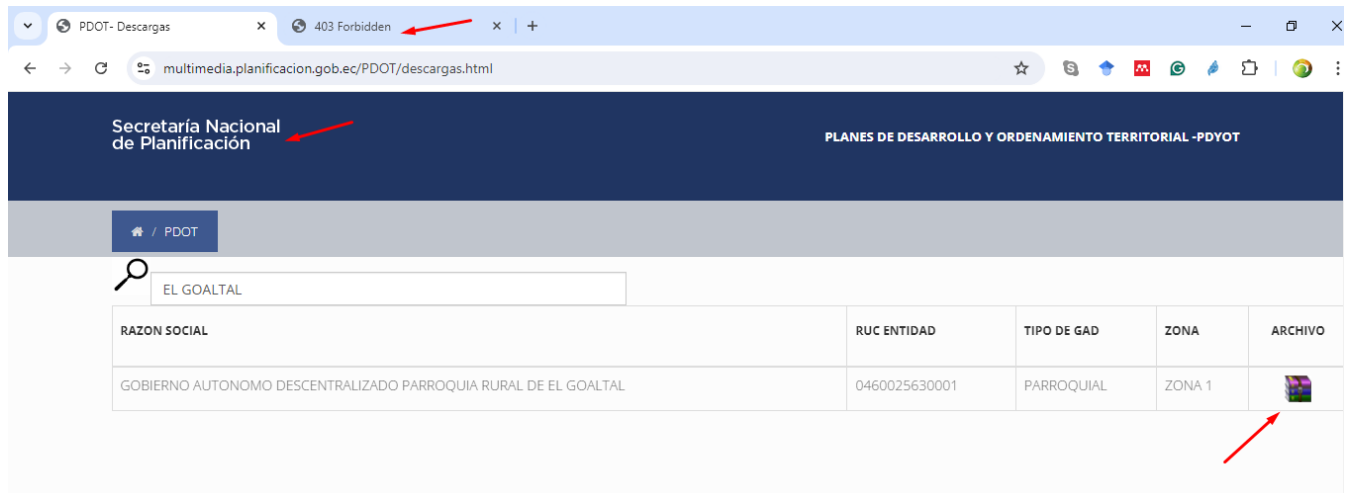 PDOT- Descargas
403 Forbidden
multimedia.planificacion.gob.ec/PDOT/descargas.html
Secretaría Nacional
de Planificación
PLANES DE DESARROLLO Y ORDENAMIENTO TERRITORIAL -PDYOT
/ PDOT
EL GOALTAL
RAZON SOCIAL RUC ENTIDAD TIPO DE GAD ZONA ARCHIVO
GOBIERNO AUTONOMO DESCENTRALIZADO PARROQUIA RURAL DE EL GOALTAL 0460025630001 PARROQUIAL ZONA 1